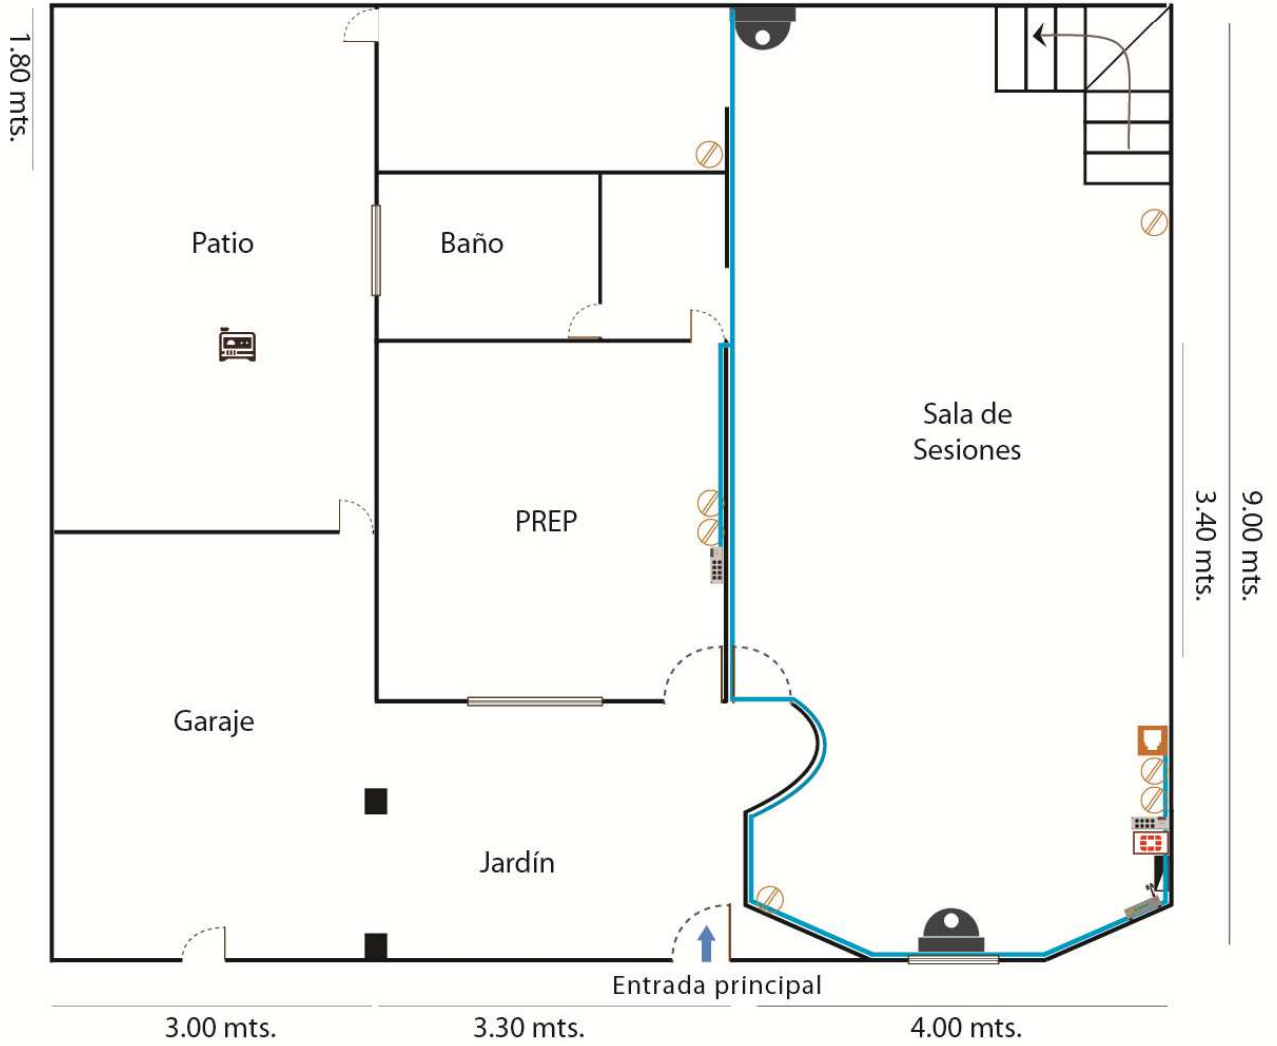 1.80 mts.
Patio
Baño
Sala de
Sesiones
PREP
3.40 mts.
9.00 mts.
Garaje
Jardín
Entrada principal
3.00 mts.
3.30 mts.
4.00 mts.